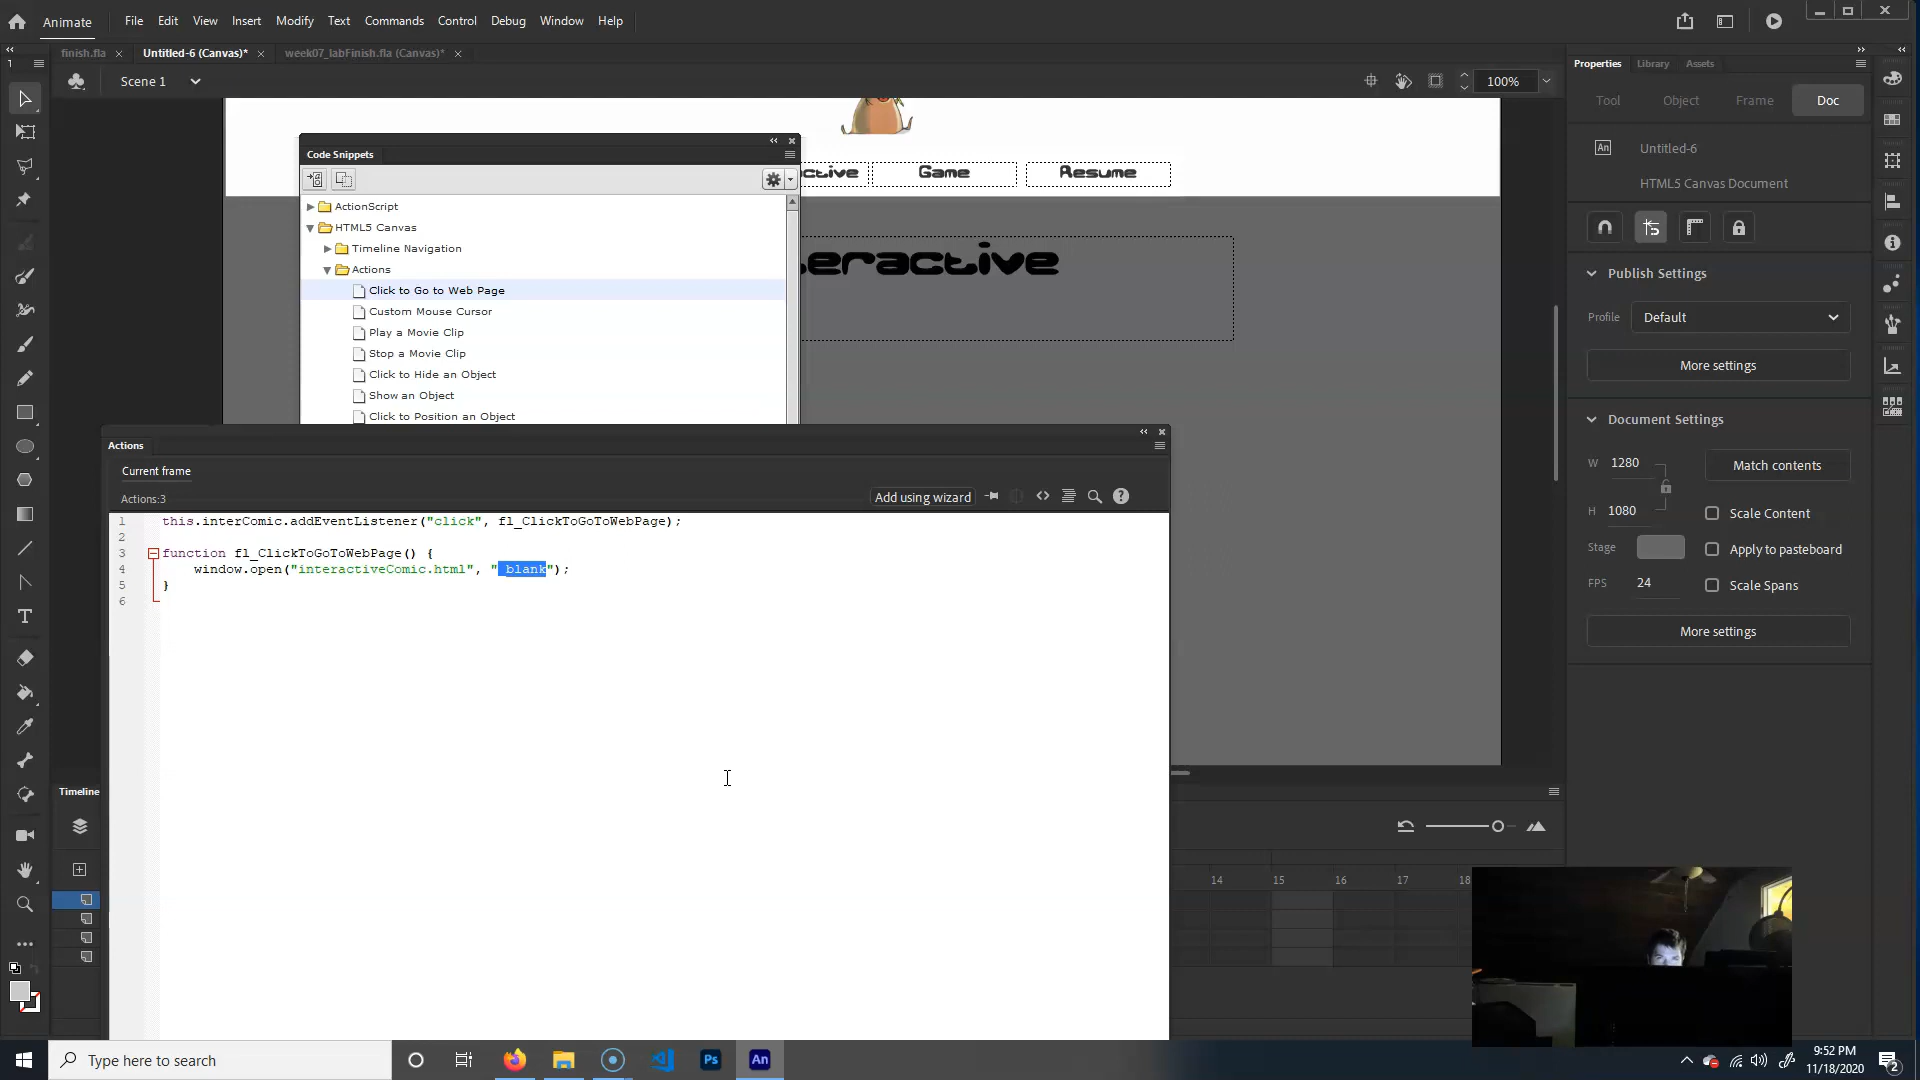 Animate
File Edit View Insert Modify Text Commands Control Debug Window Help
finish.fla Untitled-6 (Canvas)* week07_labFinish.fla (Canvas)*
Scene 1
100%
Properties Library Assets
Tool Object Frame Doc
An Untitled-6
HTML5 Canvas Document
Publish Settings
Profile Default
More settings
Document Settings
W 1280 Match contents
H 1080 Scale Content
Stage Apply to pasteboard
FPS 24 Scale Spans
More settings
Code Snippets
ActionScript
HTML5 Canvas
Timeline Navigation
Actions
Click to Go to Web Page
Custom Mouse Cursor
Play a Movie Clip
Stop a Movie Clip
Click to Hide an Object
Show an Object
Click to Position an Object
ctive Game Resume
teractive
Actions
Current frame
Actions:3
Add using wizard
1 this.interComic.addEventListener("click", fl_ClickToGoToWebPage);
2
3 function fl_ClickToGoToWebPage() {
4 window.open("interactiveComic.html", "_blank");
5 }
6
Timeline
14 15 16 17 18
Type here to search
Ps An
9:52 PM
11/18/2020
2